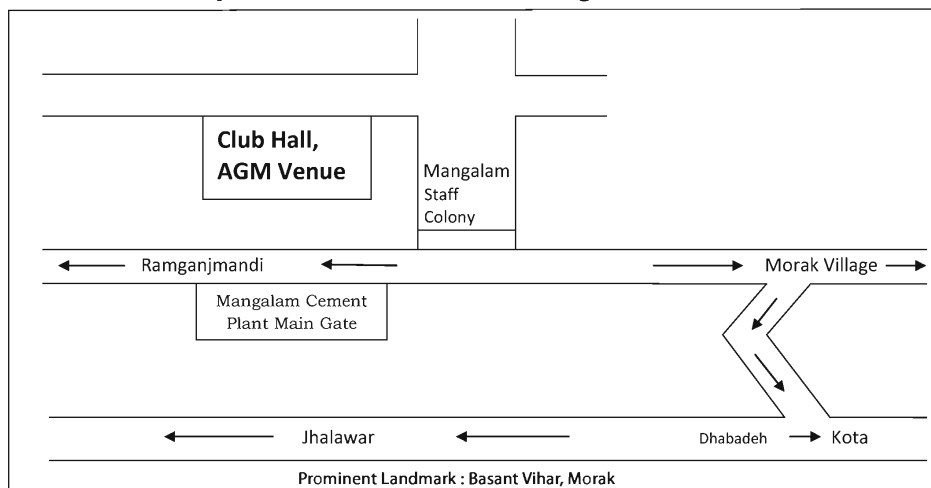 Club Hall,
AGM Venue
Mangalam
Staff
Colony
Ramganjmandi
Morak Village
Mangalam Cement
Plant Main Gate
Jhalawar
Dhabadeh
Kota
Prominent Landmark : Basant Vihar, Morak